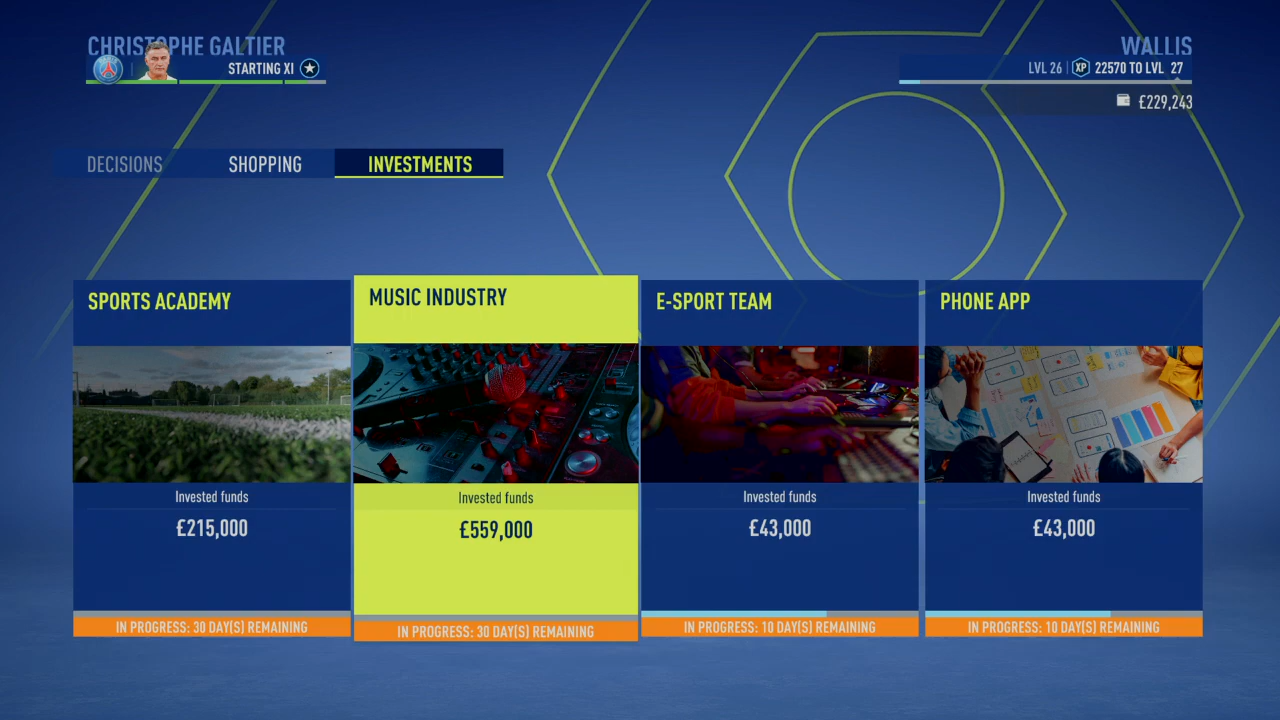 CHRISTOPHE GALTIER
STARTING XI
WALLIS
LVL 26 | XP 22570 TO LVL 27
£229,243
DECISIONS SHOPPING INVESTMENTS
SPORTS ACADEMY
Invested funds
£215,000
IN PROGRESS: 30 DAY(S) REMAINING
MUSIC INDUSTRY
Invested funds
£559,000
IN PROGRESS: 30 DAY(S) REMAINING
E-SPORT TEAM
Invested funds
£43,000
IN PROGRESS: 10 DAY(S) REMAINING
PHONE APP
Invested funds
£43,000
IN PROGRESS: 10 DAY(S) REMAINING